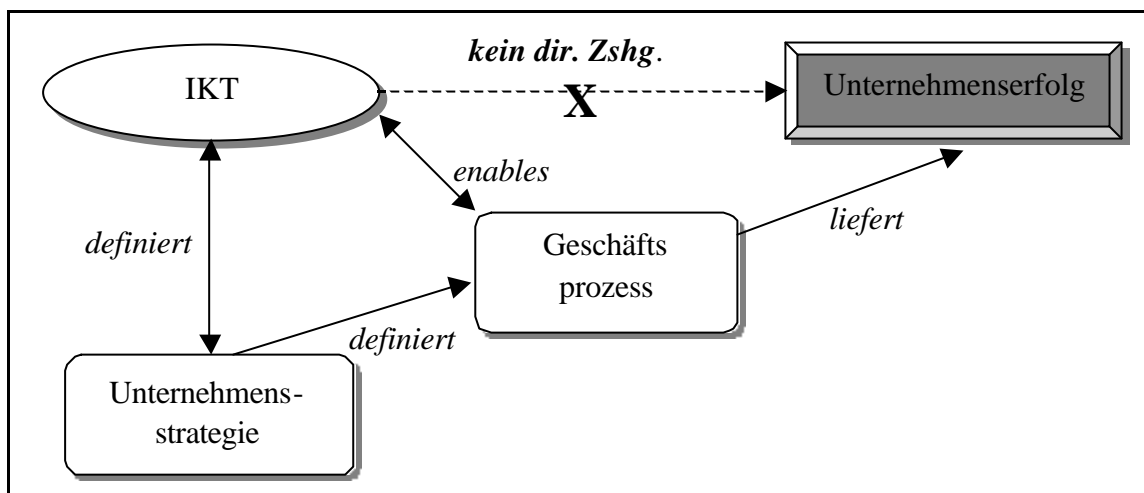 kein dir. Zshg.
IKT
X
Unternehmenserfolg
enables
definiert
liefert
Geschäfts
prozess
definiert
Unternehmens-
strategie